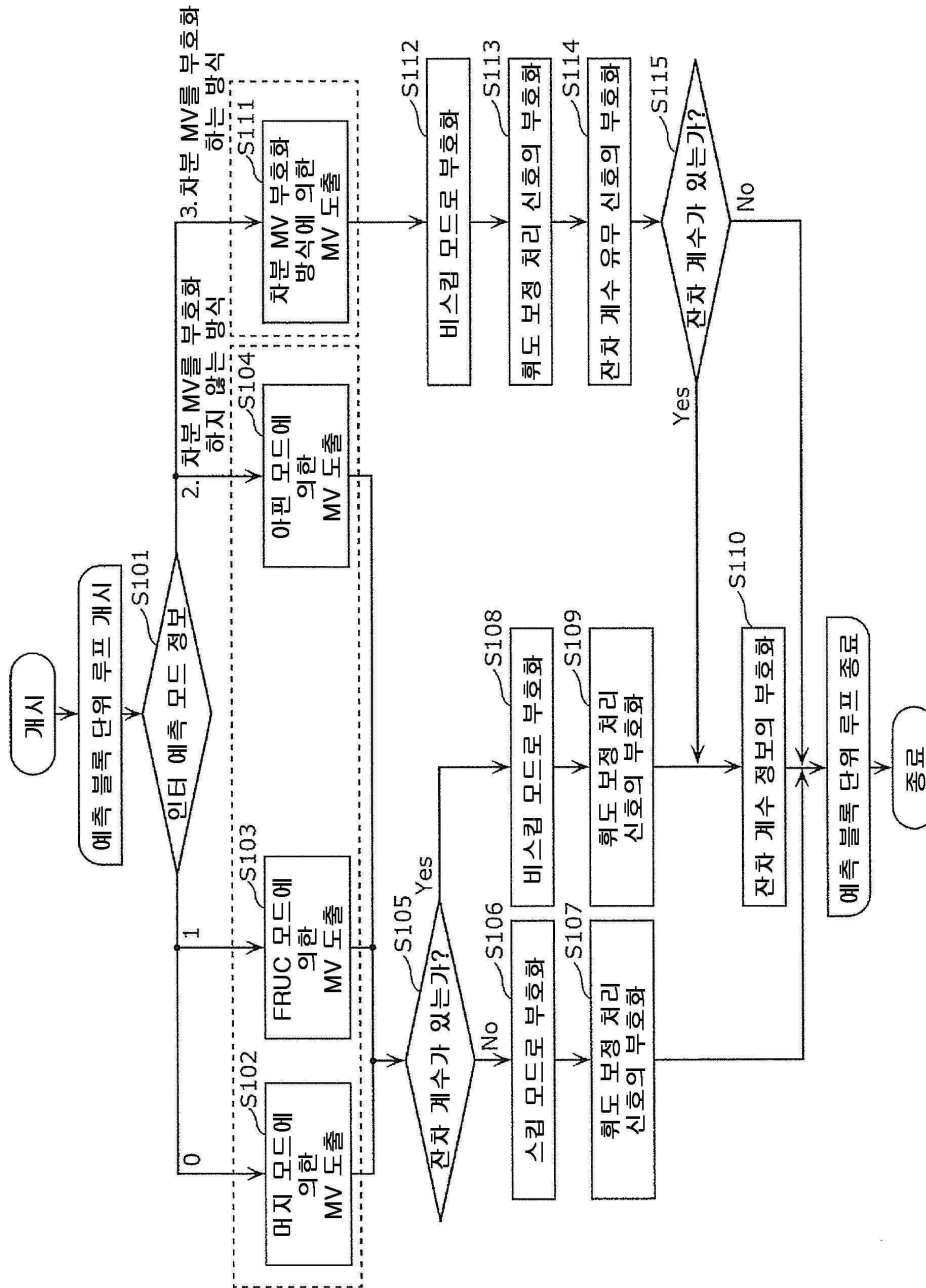 개시
예측 블록 단위 루프 개시
S101
인터 예측 모드 정보
0
1
2. 차분 MV를 부호화
하지 않는 방식
3.차분 MV를 부호화
하는 방식
S102
머지 모드에
의한
MV 도출
S103
FRUC 모드에
의한
MV 도출
S104
아핀 모드에
의한
MV 도출
S111
차분 MV 부호화
방식에 의한
MV 도출
S105
잔차 계수가 있는가?
Yes
No
S106
스킵 모드로 부호화
S107
휘도 보정 처리
신호의 부호화
S108
비스킵 모드로 부호화
S109
휘도 보정 처리
신호의 부호화
S112
비스킵 모드로 부호화
S113
휘도 보정 처리 신호의 부호화
S114
잔차 계수 유무 신호의 부호화
S115
잔차 계수가 있는가?
Yes
No
S110
잔차 계수 정보의 부호화
예측 블록 단위 루프 종료
종료